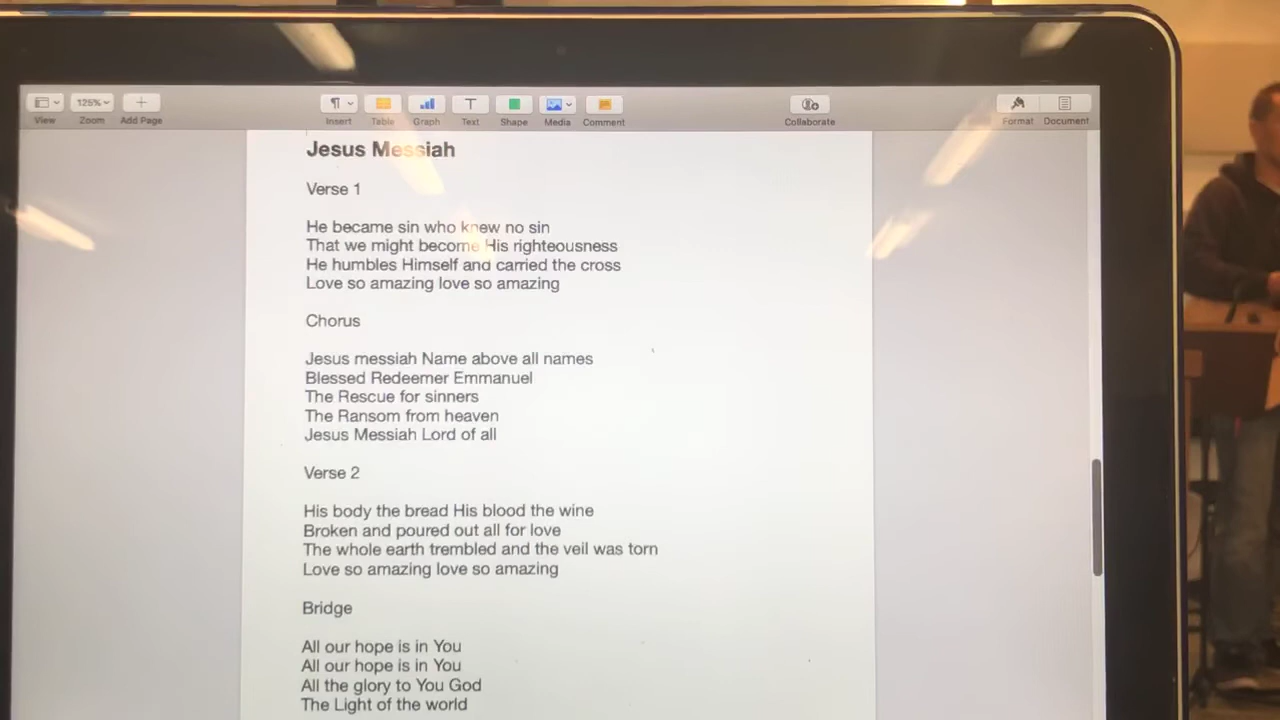 View
125%
Zoom
Add Page
Insert
Table
Graph
Text
Shape
Media
Comment
Collaborate
Format
Document
Jesus Messiah
Verse 1
He became sin who knew no sin
That we might become His righteousness
He humbles Himself and carried the cross
Love so amazing love so amazing
Chorus
Jesus messiah Name above all names
Blessed Redeemer Emmanuel
The Rescue for sinners
The Ransom from heaven
Jesus Messiah Lord of all
Verse 2
His body the bread His blood the wine
Broken and poured out all for love
The whole earth trembled and the veil was torn
Love so amazing love so amazing
Bridge
All our hope is in You
All our hope is in You
All the glory to You God
The Light of the world